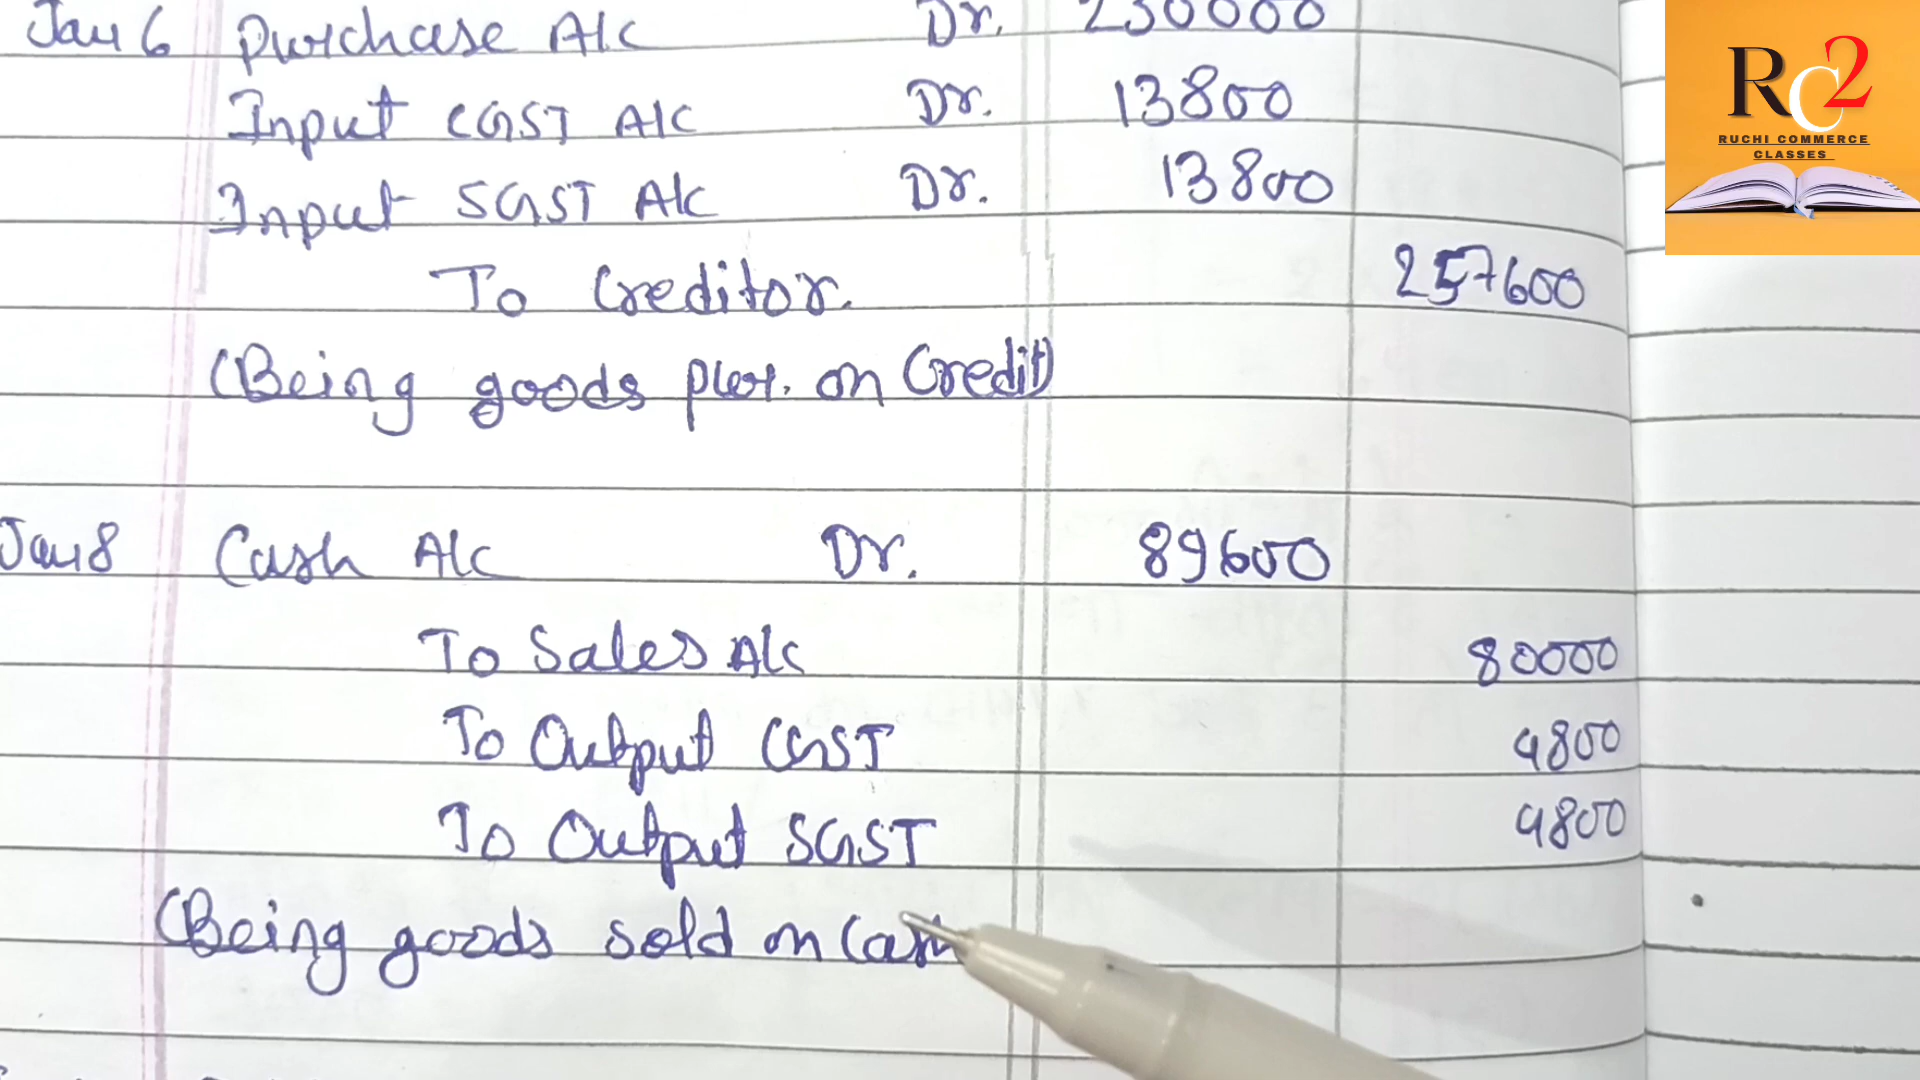 Jan 6 Purchase A/c Dr. 230000
Input CGST A/c Dr. 13800
Input SGST A/c Dr. 13800
To Creditor. 257600
(Being goods pur. on Credit)
Jan 8 Cash A/c Dr. 89600
To Sales A/c 80000
To Output CGST 4800
To Output SGST 4800
(Being goods sold on Cash
RC2
RUCHI COMMERCE
CLASSES